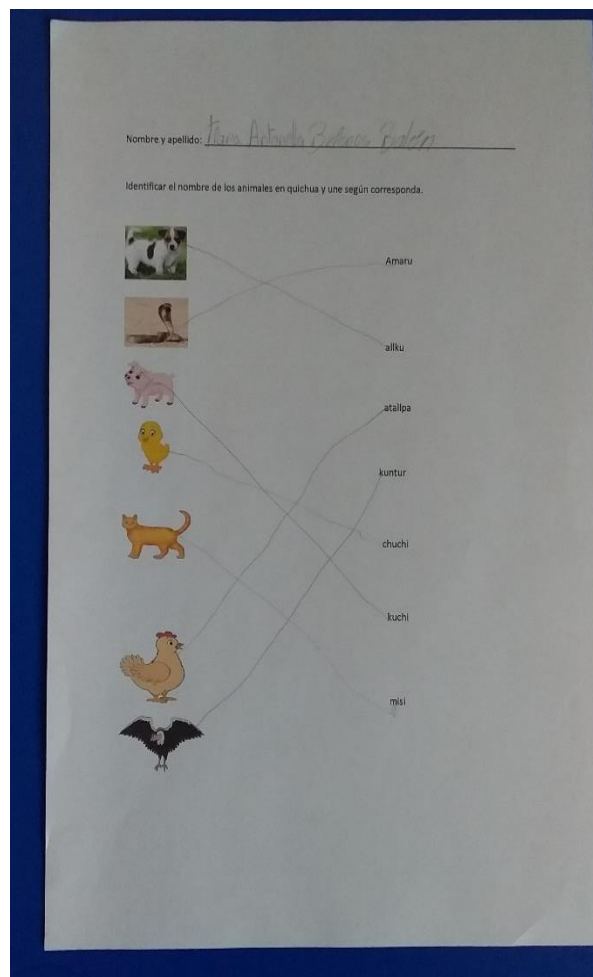 Nombre y apellido: Antonella
Identificar el nombre de los animales en quichua y une según corresponda.
Amaru
allku
atallpa
kuntur
chuchi
kuchi
misi